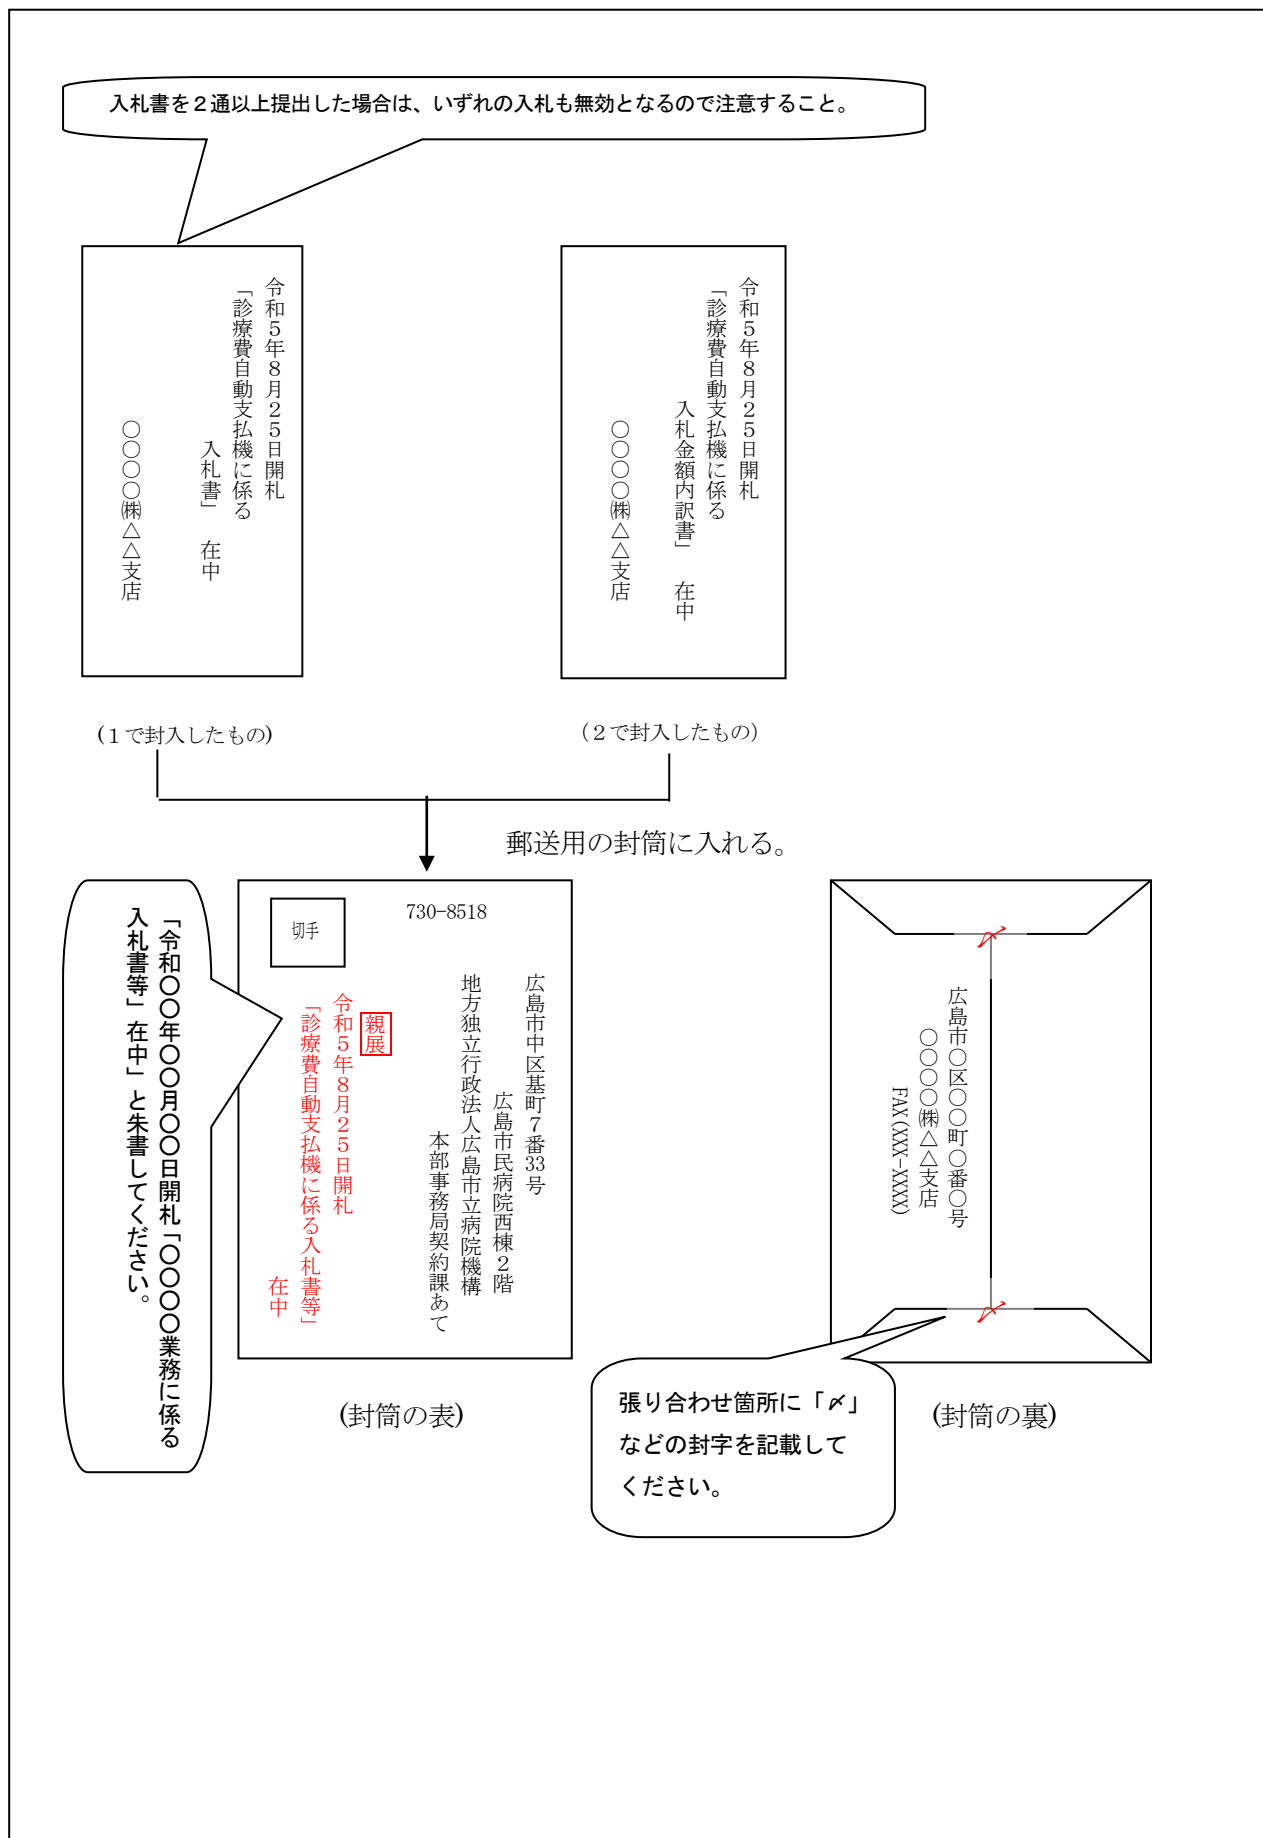 入札書を２通以上提出した場合は、いずれの入札も無効となるので注意すること。
令和５年８月２５日開札
「診療費自動支払機に係る
入札書」　在中
○○○○㈱△△支店
令和５年８月２５日開札
「診療費自動支払機に係る
入札金額内訳書」　在中
○○○○㈱△△支店
(１で封入したもの)
（２で封入したもの）
郵送用の封筒に入れる。
「令和〇〇年〇〇月〇〇日開札「〇〇〇〇業務に係る
入札書等」在中」と朱書してください。
切手
730-8518
広島市中区基町７番33号
広島市民病院西棟２階
地方独立行政法人広島市立病院機構
本部事務局契約課あて
親展
令和５年８月２５日開札
「診療費自動支払機に係る入札書等」
在中
(封筒の表)
〆
広島市○区○○町○番○号
○○○○㈱△△支店
FAX(XXX-XXXX)
〆
張り合わせ箇所に「〆」
などの封字を記載して
ください。
(封筒の裏)